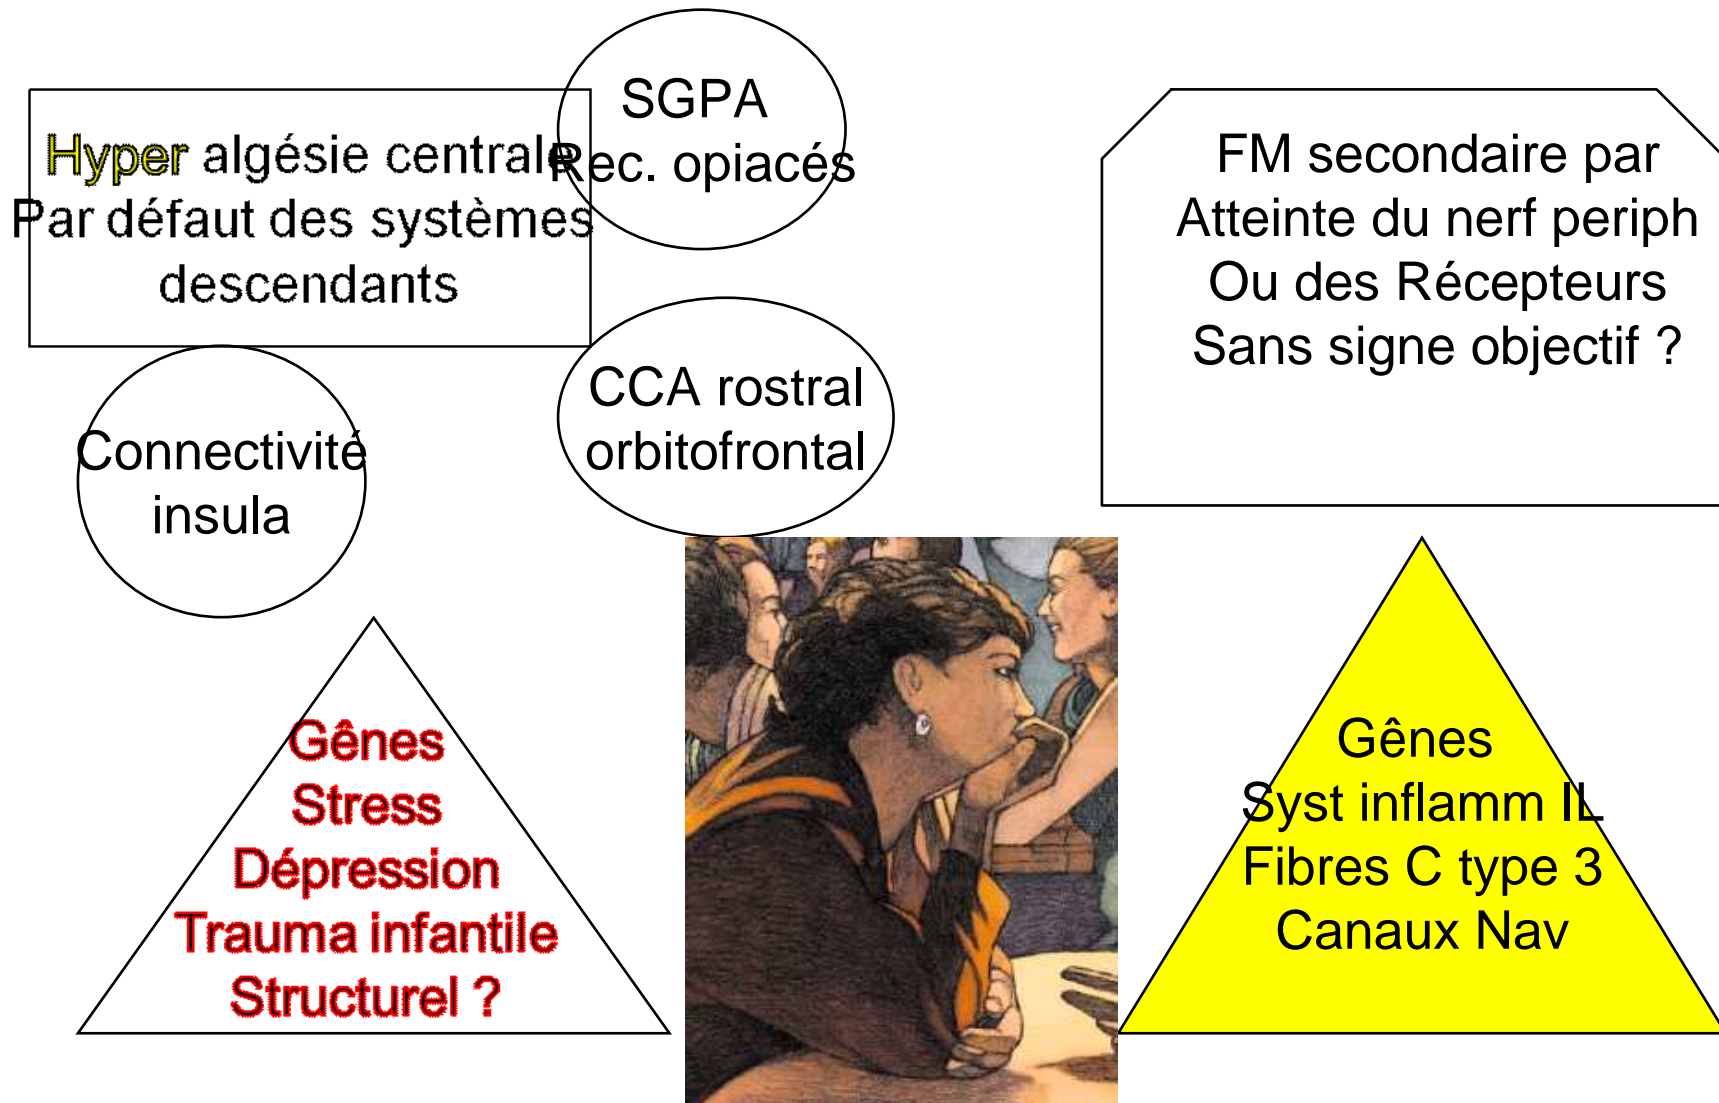 Hyper algésie centrale
Par défaut des systèmes
descendants
SGPA
Rec. opiacés
FM secondaire par
Atteinte du nerf periph
Ou des Récepteurs
Sans signe objectif ?
CCA rostral
orbitofrontal
Connectivité
insula
Gênes
Stress
Dépression
Trauma infantile
Structurel ?
Gênes
Syst inflamm IL
Fibres C type 3
Canaux Nav